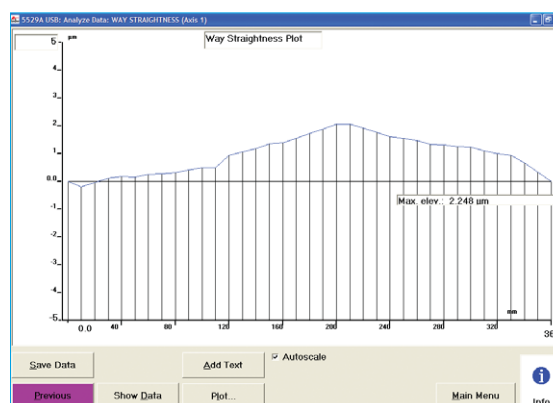 5529A USB: Analyze Data: WAY STRAIGHTNESS (Axis 1)
Way Straightness Plot
5
µm
4
3
2
1
0.0
-1
-2
-3
-4
-5
Max. elev.: 2.248 µm
mm
0.0
40
80
120
160
200
240
280
320
36
Save Data
Add Text
Autoscale
Previous
Show Data
Plot...
Main Menu
Info